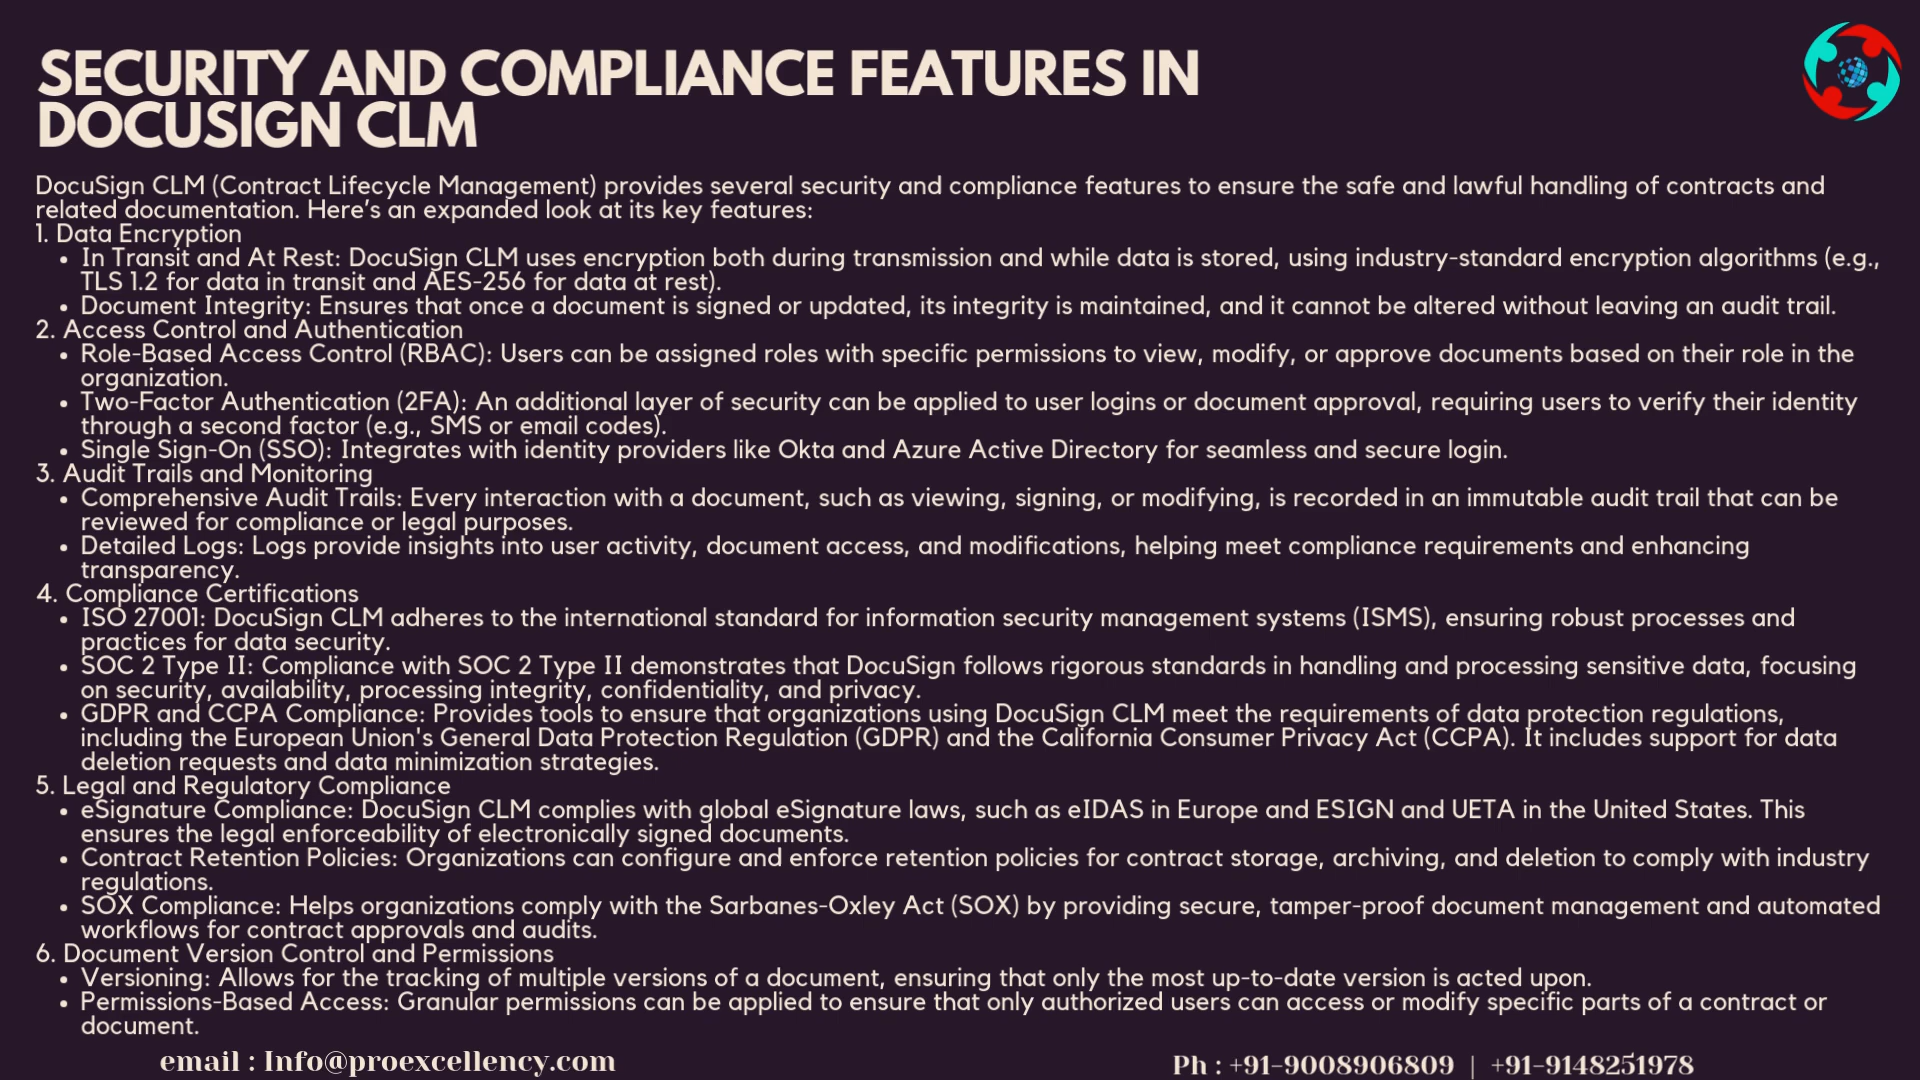 SECURITY AND COMPLIANCE FEATURES IN
DOCUSIGN CLM
DocuSign CLM (Contract Lifecycle Management) provides several security and compliance features to ensure the safe and lawful handling of contracts and
related documentation. Here's an expanded look at its key features:
1. Data Encryption
• In Transit and At Rest: DocuSign CLM uses encryption both during transmission and while data is stored, using industry-standard encryption algorithms (e.g.,
TLS 1.2 for data in transit and AES-256 for data at rest).
• Document Integrity: Ensures that once a document is signed or updated, its integrity is maintained, and it cannot be altered without leaving an audit trail.
2. Access Control and Authentication
• Role-Based Access Control (RBAC): Users can be assigned roles with specific permissions to view, modify, or approve documents based on their role in the
organization.
• Two-Factor Authentication (2FA): An additional layer of security can be applied to user logins or document approval, requiring users to verify their identity
through a second factor (e.g., SMS or email codes).
• Single Sign-On (SSO): Integrates with identity providers like Okta and Azure Active Directory for seamless and secure login.
3. Audit Trails and Monitoring
• Comprehensive Audit Trails: Every interaction with a document, such as viewing, signing, or modifying, is recorded in an immutable audit trail that can be
reviewed for compliance or legal purposes.
• Detailed Logs: Logs provide insights into user activity, document access, and modifications, helping meet compliance requirements and enhancing
transparency.
4. Compliance Certifications
• ISO 27001: DocuSign CLM adheres to the international standard for information security management systems (ISMS), ensuring robust processes and
practices for data security.
• SOC 2 Type II: Compliance with SOC 2 Type II demonstrates that DocuSign follows rigorous standards in handling and processing sensitive data, focusing
on security, availability, processing integrity, confidentiality, and privacy.
• GDPR and CCPA Compliance: Provides tools to ensure that organizations using DocuSign CLM meet the requirements of data protection regulations,
including the European Union's General Data Protection Regulation (GDPR) and the California Consumer Privacy Act (CCPA). It includes support for data
deletion requests and data minimization strategies.
5. Legal and Regulatory Compliance
• eSignature Compliance: DocuSign CLM complies with global eSignature laws, such as eIDAS in Europe and ESIGN and UETA in the United States. This
ensures the legal enforceability of electronically signed documents.
• Contract Retention Policies: Organizations can configure and enforce retention policies for contract storage, archiving, and deletion to comply with industry
regulations.
• SOX Compliance: Helps organizations comply with the Sarbanes-Oxley Act (SOX) by providing secure, tamper-proof document management and automated
workflows for contract approvals and audits.
6. Document Version Control and Permissions
• Versioning: Allows for the tracking of multiple versions of a document, ensuring that only the most up-to-date version is acted upon.
• Permissions-Based Access: Granular permissions can be applied to ensure that only authorized users can access or modify specific parts of a contract or
document.
email : Info@proexcellency.com
Ph : +91-9008906809 | +91-9148251978